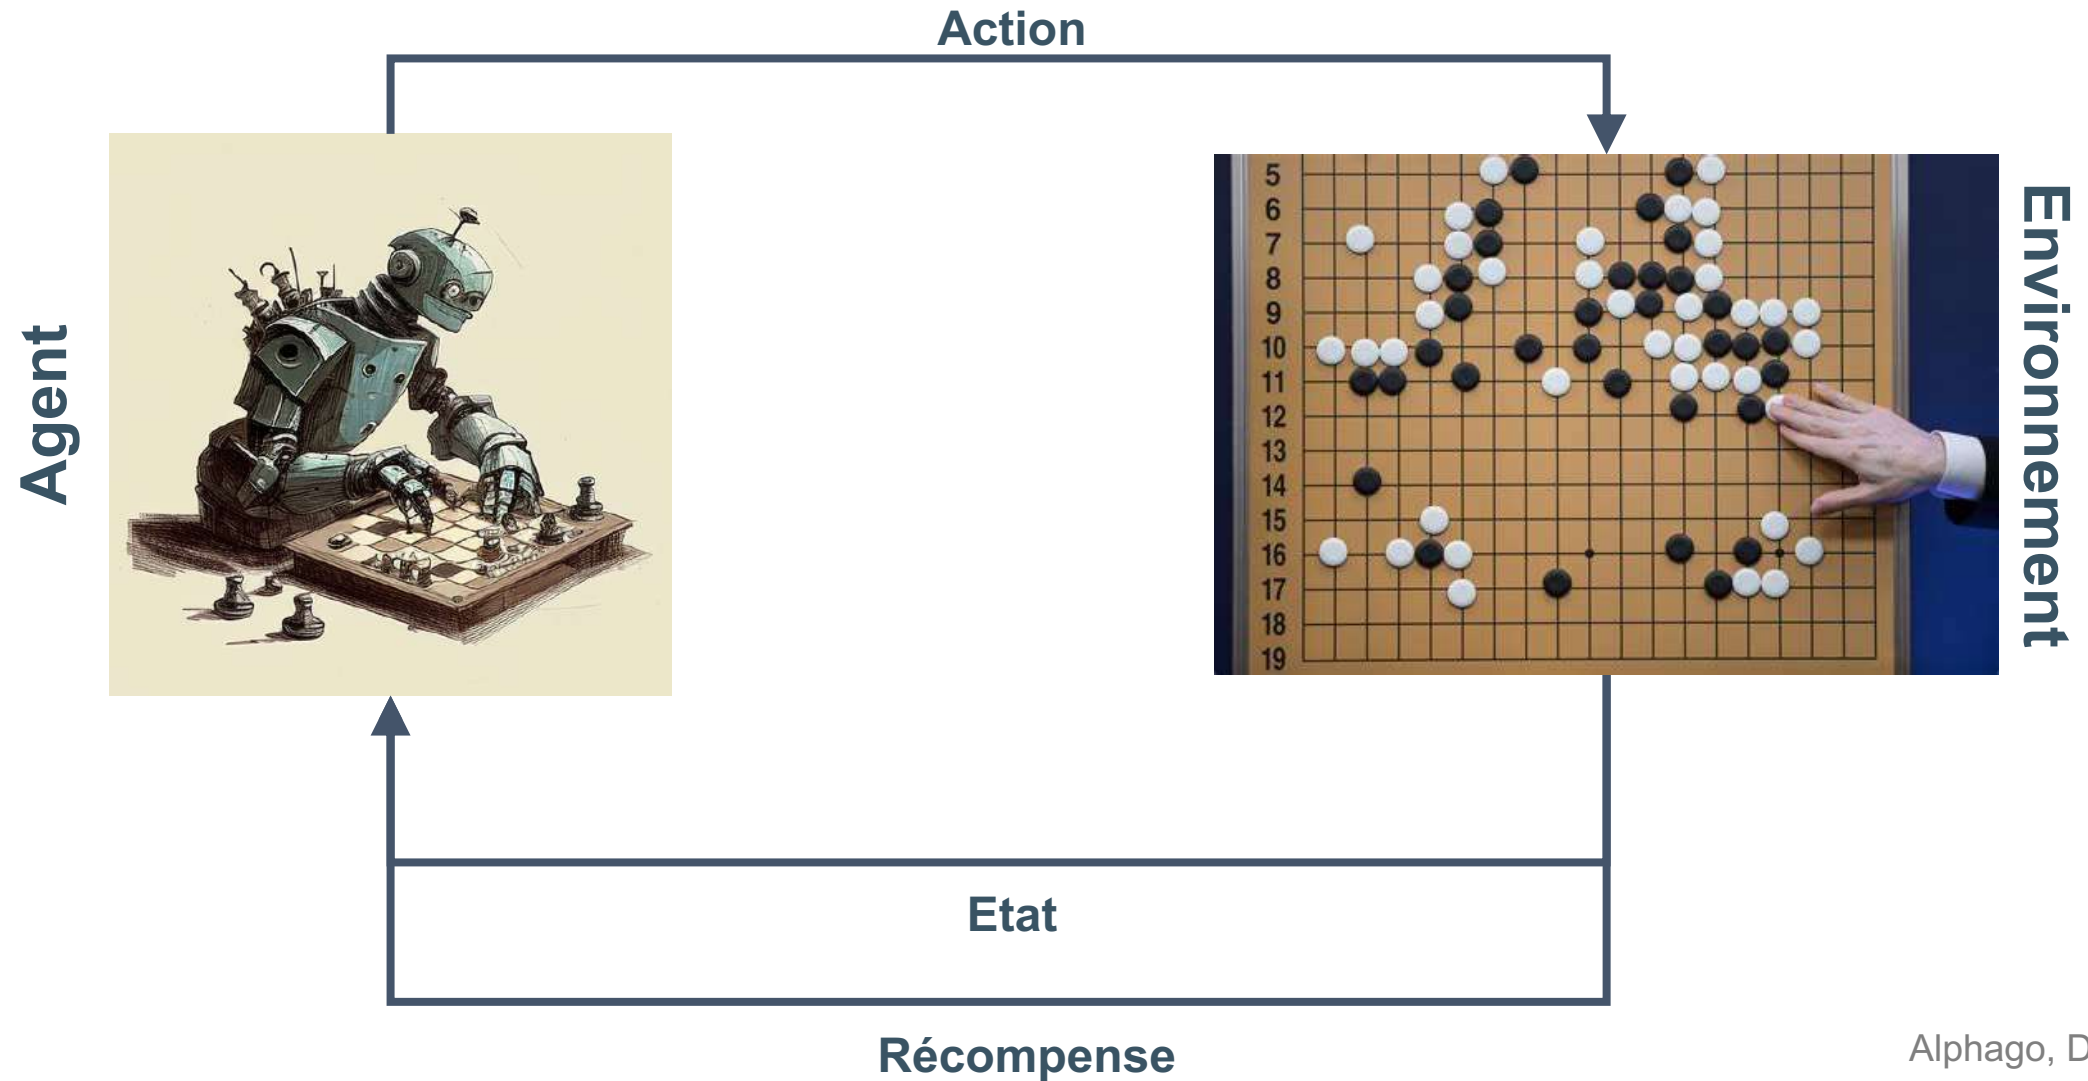 Action
Agent
Environnement
5
6
7
8
9
10
11
12
13
14
15
16
17
18
19
Etat
Récompense
Alphago, D